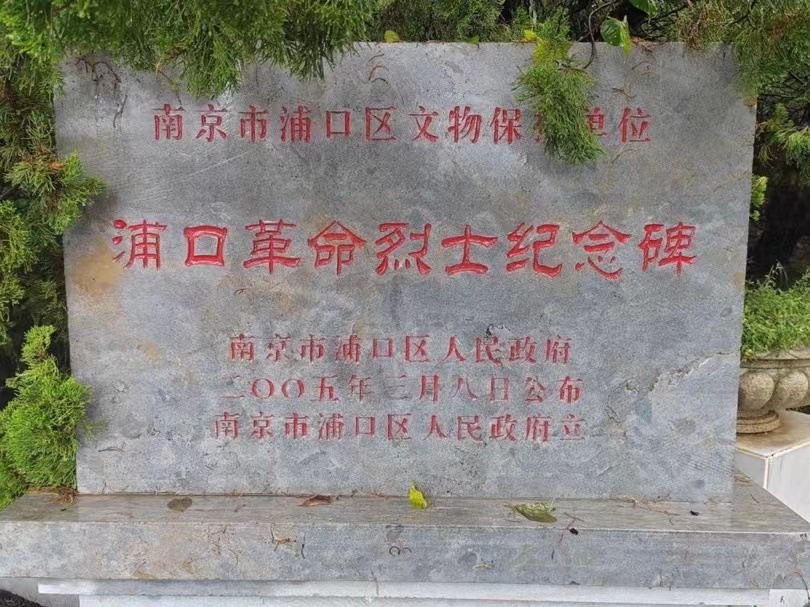 南京市浦口区文物保护单位
浦口革命烈士纪念碑
南京市浦口区人民政府
二〇〇五年三月八日公布
南京市浦口区人民政府立